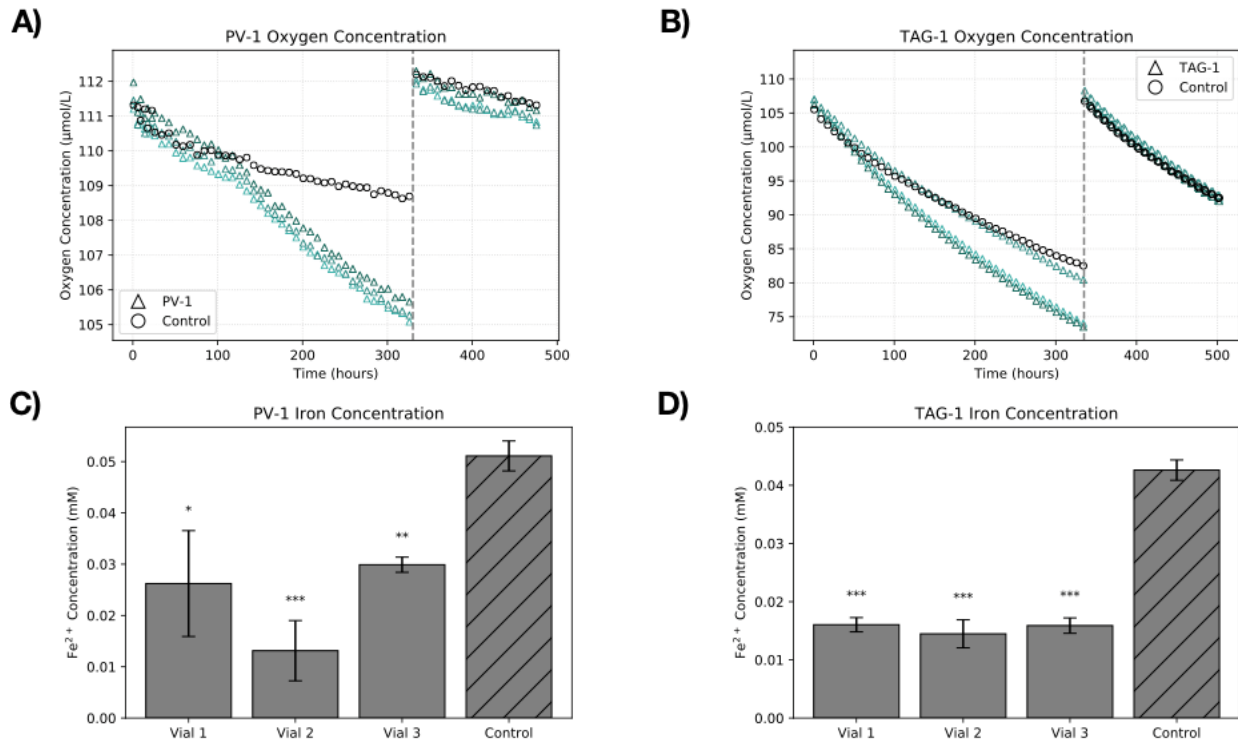 A)
PV-1 Oxygen Concentration
Oxygen Concentration (μmol/L)
112
111
110
109
108
107
106
105
PV-1
Control
0
100
200
300
400
500
Time (hours)
B)
TAG-1 Oxygen Concentration
Oxygen Concentration (μmol/L)
110
105
100
95
90
85
80
75
TAG-1
Control
0
100
200
300
400
500
Time (hours)
C)
PV-1 Iron Concentration
Fe²⁺ Concentration (mM)
0.05
0.04
0.03
0.02
0.01
0.00
*
***
**
Vial 1
Vial 2
Vial 3
Control
D)
TAG-1 Iron Concentration
Fe²⁺ Concentration (mM)
0.05
0.04
0.03
0.02
0.01
0.00
***
***
***
Vial 1
Vial 2
Vial 3
Control